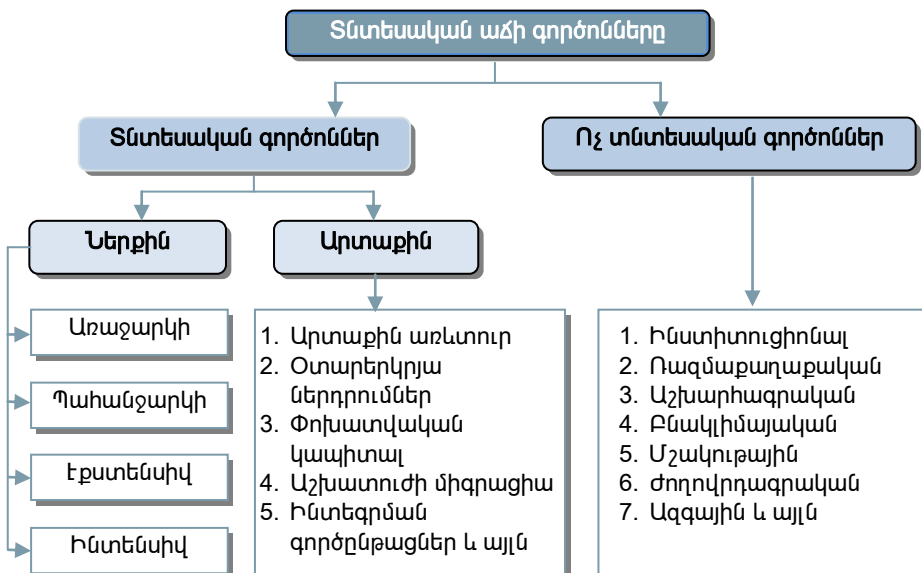 Տնտեսական աճի գործոնները
Տնտեսական գործոններ
Ոչ տնտեսական գործոններ
Ներքին
Արտաքին
Առաջարկի
Պահանջարկի
էքստենսիվ
Ինտենսիվ
1. Արտաքին առևտուր
2. Օտարերկրյա
ներդրումներ
3. Փոխատվական
կապիտալ
4. Աշխատուժի միգրացիա
5. Ինտեգրման
գործընթացներ և այլն
1. Ինստիտուցիոնալ
2. Ռազմաքաղաքական
3. Աշխարհագրական
4. Բնակլիմայական
5. Մշակութային
6. Ժողովրդագրական
7. Ազգային և այլն